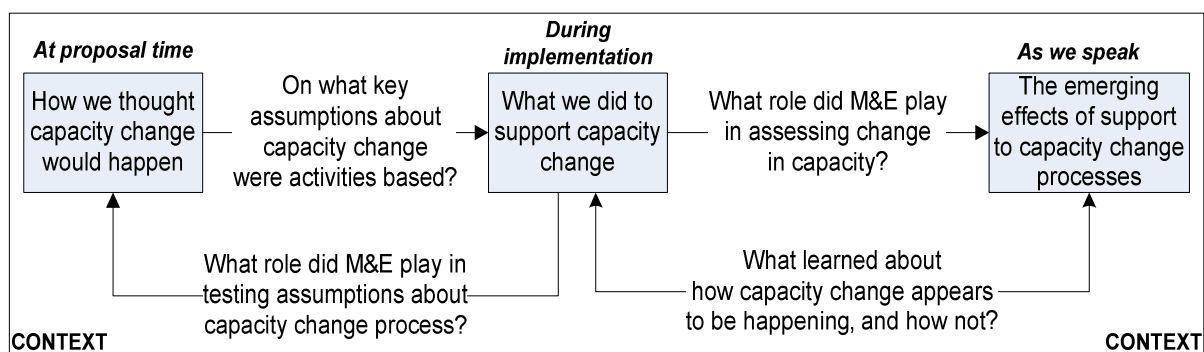 At proposal time
How we thought
capacity change
would happen
On what key
assumptions about
capacity change
were activities based?
During
implementation
What we did to
support capacity
change
What role did M&E play
in assessing change
in capacity?
As we speak
The emerging
effects of support
to capacity change
processes
What role did M&E play in
testing assumptions about
capacity change process?
What learned about
how capacity change appears
to be happening, and how not?
CONTEXT
CONTEXT